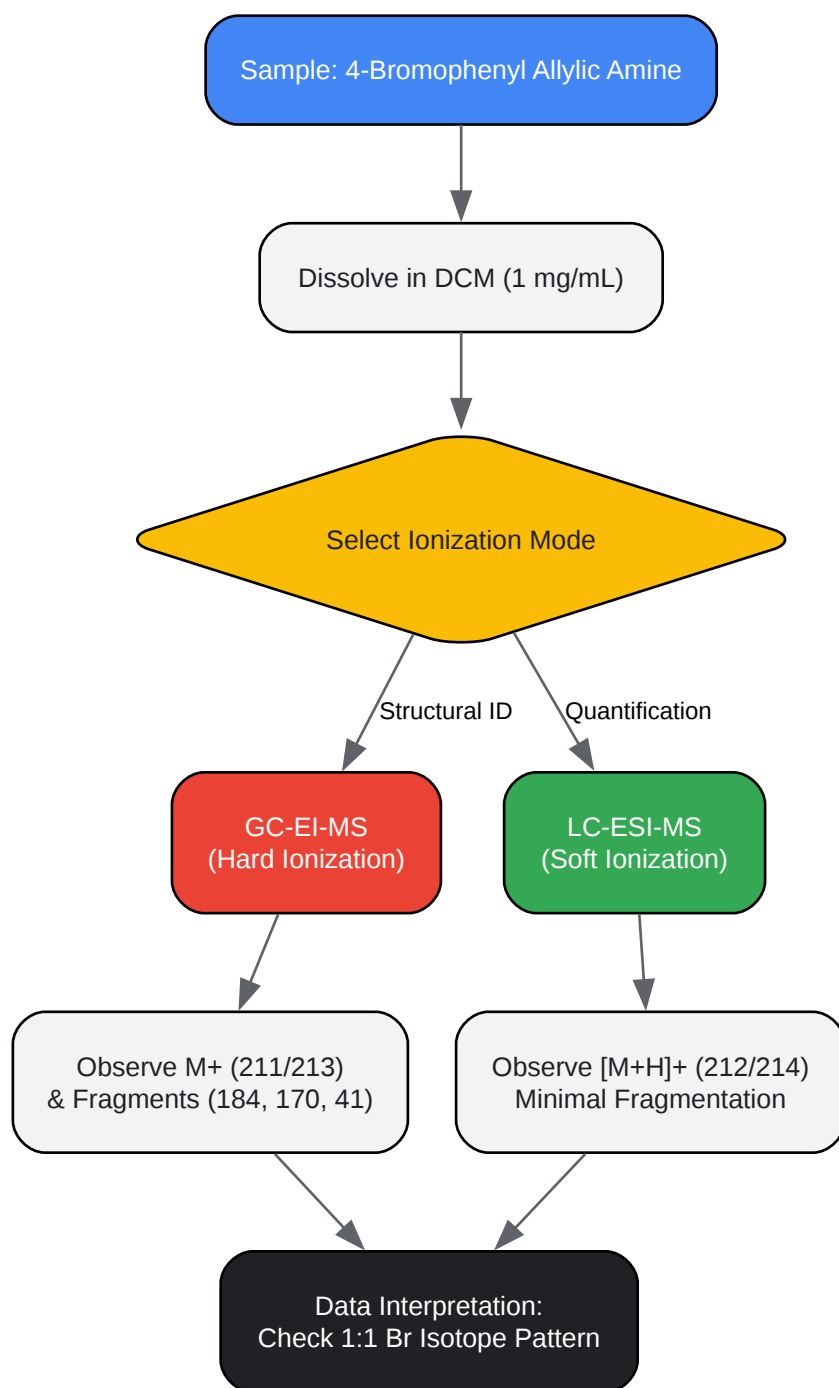 Sample: 4-Bromophenyl Allylic Amine
Dissolve in DCM (1 mg/mL)
Select Ionization Mode
Structural ID
Quantification
GC-EI-MS
(Hard Ionization)
LC-ESI-MS
(Soft Ionization)
Observe M+ (211/213)
& Fragments (184, 170, 41)
Observe [M+H]+ (212/214)
Minimal Fragmentation
Data Interpretation:
Check 1:1 Br Isotope Pattern